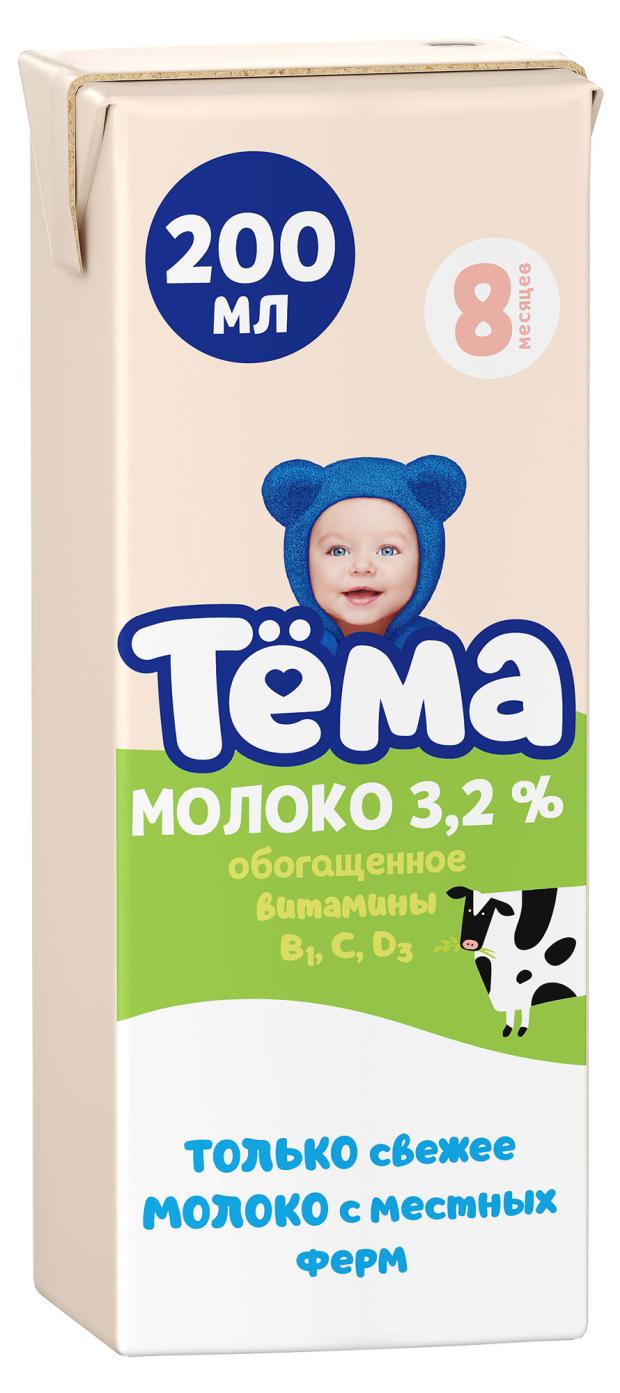 200
мл
8
месяцев
Тёма
МОЛОКО 3,2 %
обогащенное
витамины
B₁, C, D₃
ТОЛЬКО свежее
МОЛОКО с местных
ферм